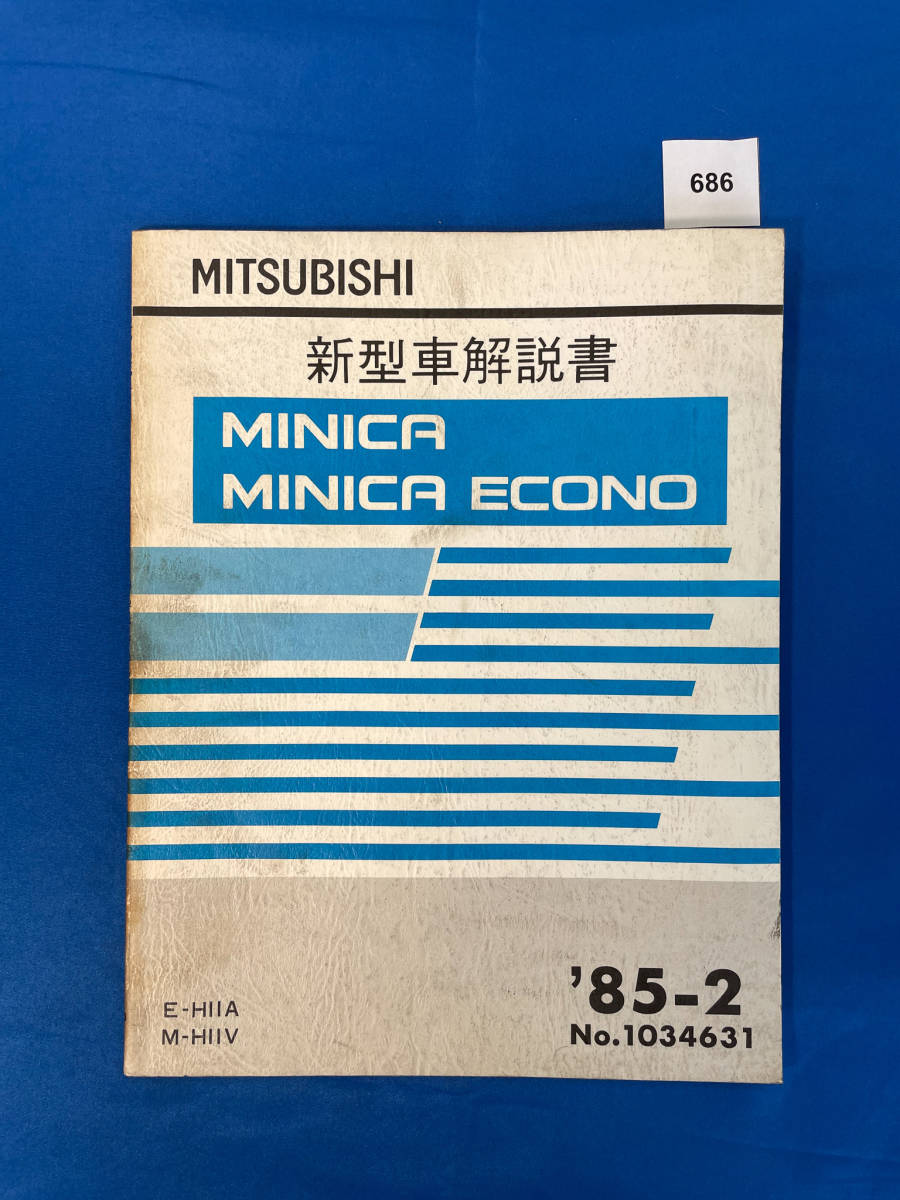 686
MITSUBISHI
新型車解説書
MINICA
MINICA ECONO
'85-2
E-H11A
No.1034631
M-H11V